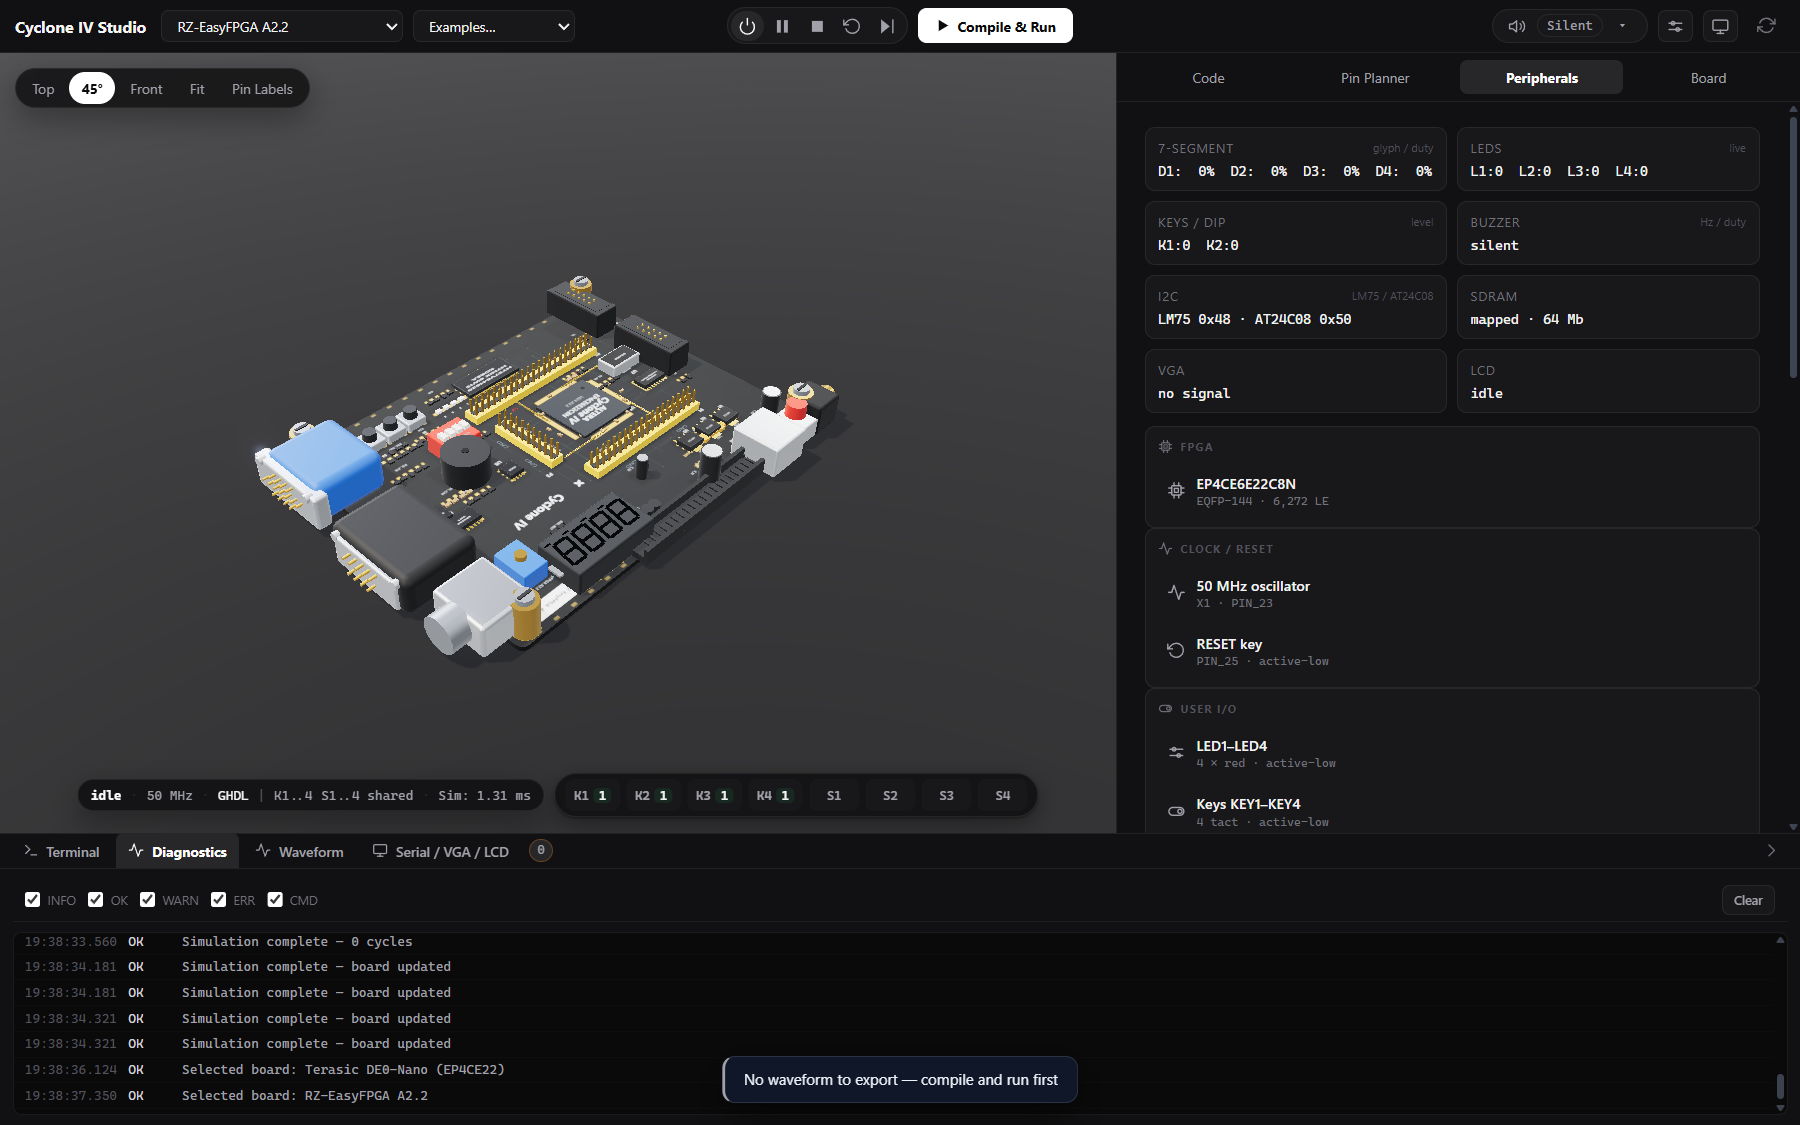 Cyclone IV Studio
RZ-EasyFPGA A2.2
Examples...
Compile & Run
Silent
Top 45° Front Fit Pin Labels
Code Pin Planner Peripherals Board
7-SEGMENT glyph / duty
D1: 0% D2: 0% D3: 0% D4: 0%
LEDS live
L1:0 L2:0 L3:0 L4:0
KEYS / DIP level
K1:0 K2:0
BUZZER Hz / duty
silent
I2C LM75 / AT24C08
LM75 0x48 · AT24C08 0x50
SDRAM
mapped · 64 Mb
VGA
no signal
LCD
idle
FPGA
EP4CE6E22C8N
EQFP-144 · 6,272 LE
CLOCK / RESET
50 MHz oscillator
X1 · PIN_23
RESET key
PIN_25 · active-low
USER I/O
LED1–LED4
4 × red · active-low
Keys KEY1–KEY4
4 tact · active-low
ALTERA
Cyclone IV
Cyclone IV
8888
idle · 50 MHz · GHDL | K1..4 S1..4 shared · Sim: 1.31 ms
K1 1 K2 1 K3 1 K4 1 S1 S2 S3 S4
Terminal Diagnostics Waveform Serial / VGA / LCD 0
INFO OK WARN ERR CMD
Clear
19:38:33.560 OK Simulation complete — 0 cycles
19:38:34.181 OK Simulation complete — board updated
19:38:34.181 OK Simulation complete — board updated
19:38:34.321 OK Simulation complete — board updated
19:38:34.321 OK Simulation complete — board updated
19:38:36.124 OK Selected board: Terasic DE0-Nano (EP4CE22)
19:38:37.350 OK Selected board: RZ-EasyFPGA A2.2
No waveform to export — compile and run first